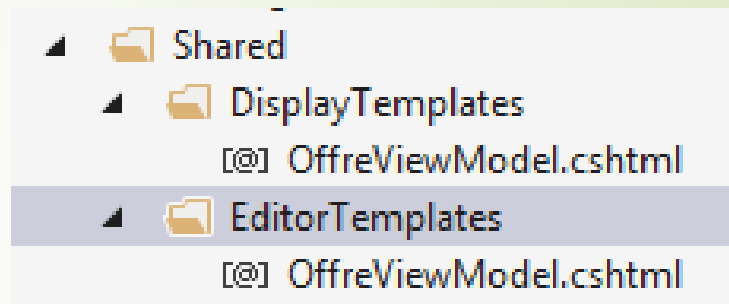 Shared
DisplayTemplates
[@] OffreViewModel.cshtml
EditorTemplates
[@] OffreViewModel.cshtml